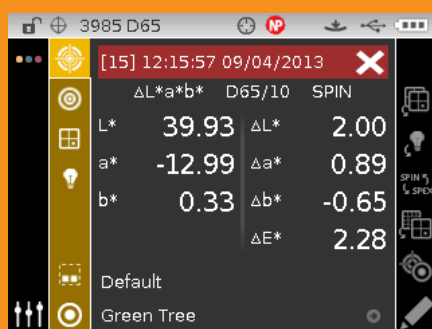 3985 D65 NP
[15] 12:15:57 09/04/2013
ΔL*a*b* D65/10 SPIN
L* 39.93 ΔL* 2.00
a* -12.99 Δa* 0.89
b* 0.33 Δb* -0.65
ΔE* 2.28
SPIN
SPEX
Default
Green Tree